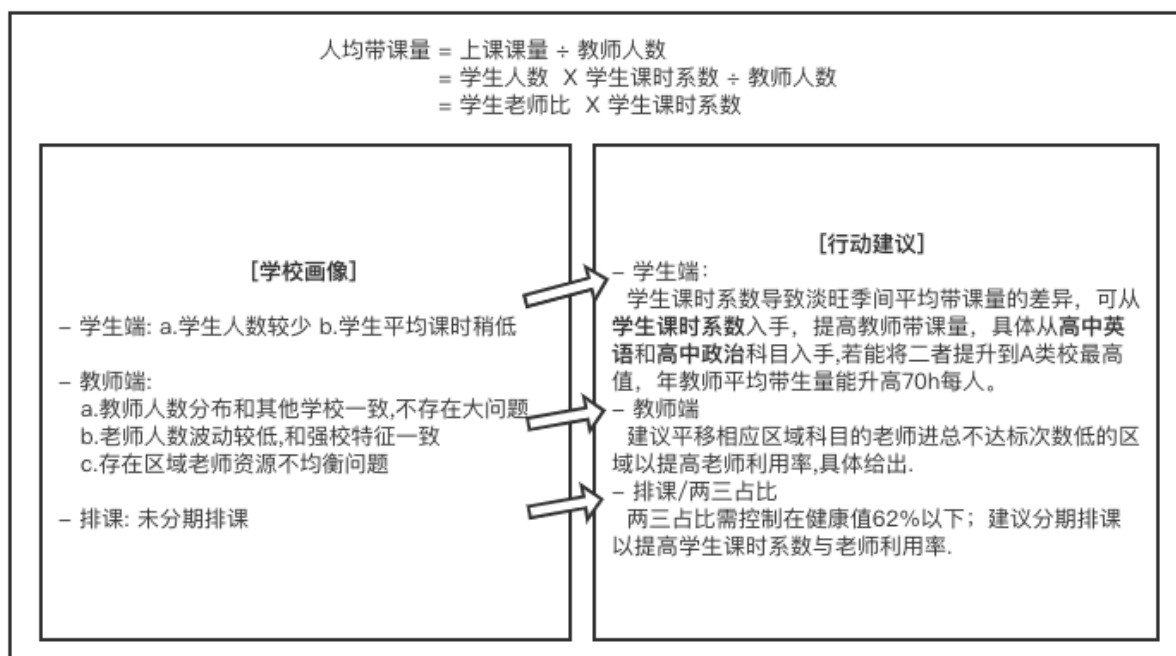 人均带课量 = 上课课量 ÷ 教师人数
= 学生人数 X 学生课时系数 ÷ 教师人数
= 学生老师比 X 学生课时系数
[学校画像]
– 学生端: a.学生人数较少 b.学生平均课时稍低
– 教师端:
a.教师人数分布和其他学校一致,不存在大问题
b.老师人数波动较低,和强校特征一致
c.存在区域老师资源不均衡问题
– 排课: 未分期排课
[行动建议]
– 学生端：
学生课时系数导致淡旺季间平均带课量的差异，可从
学生课时系数入手，提高教师带课量，具体从高中英
语和高中政治科目入手,若能将二者提升到A类校最高
值，年教师平均带生量能升高70h每人。
– 教师端
建议平移相应区域科目的老师进总不达标次数低的区
域以提高老师利用率,具体给出.
– 排课/两三占比
两三占比需控制在健康值62%以下；建议分期排课
以提高学生课时系数与老师利用率.